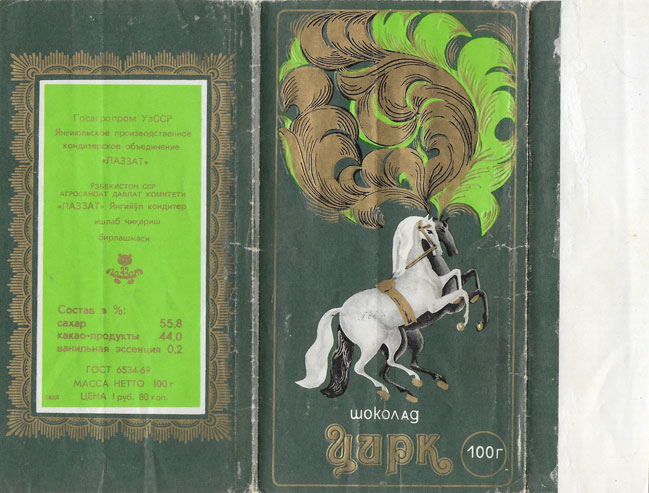 Госагропром УзССР
Янгиюльское производственное
кондитерское объединение
«ЛАЗЗАТ»
ЎЗБЕКИСТОН ССР
АГРОСАНОАТ ДАВЛАТ КОМИТЕТИ
«ЛАЗЗАТ» Янгийўл кондитер
ишлаб чиқариш
бирлашмаси
Состав в %:
сахар 55,8
какао-продукты 44,0
ванильная эссенция 0,2
ГОСТ 6534-69
МАССА НЕТТО 100 г
ЦЕНА 1 руб. 80 коп.
шоколад
Цирк
100г